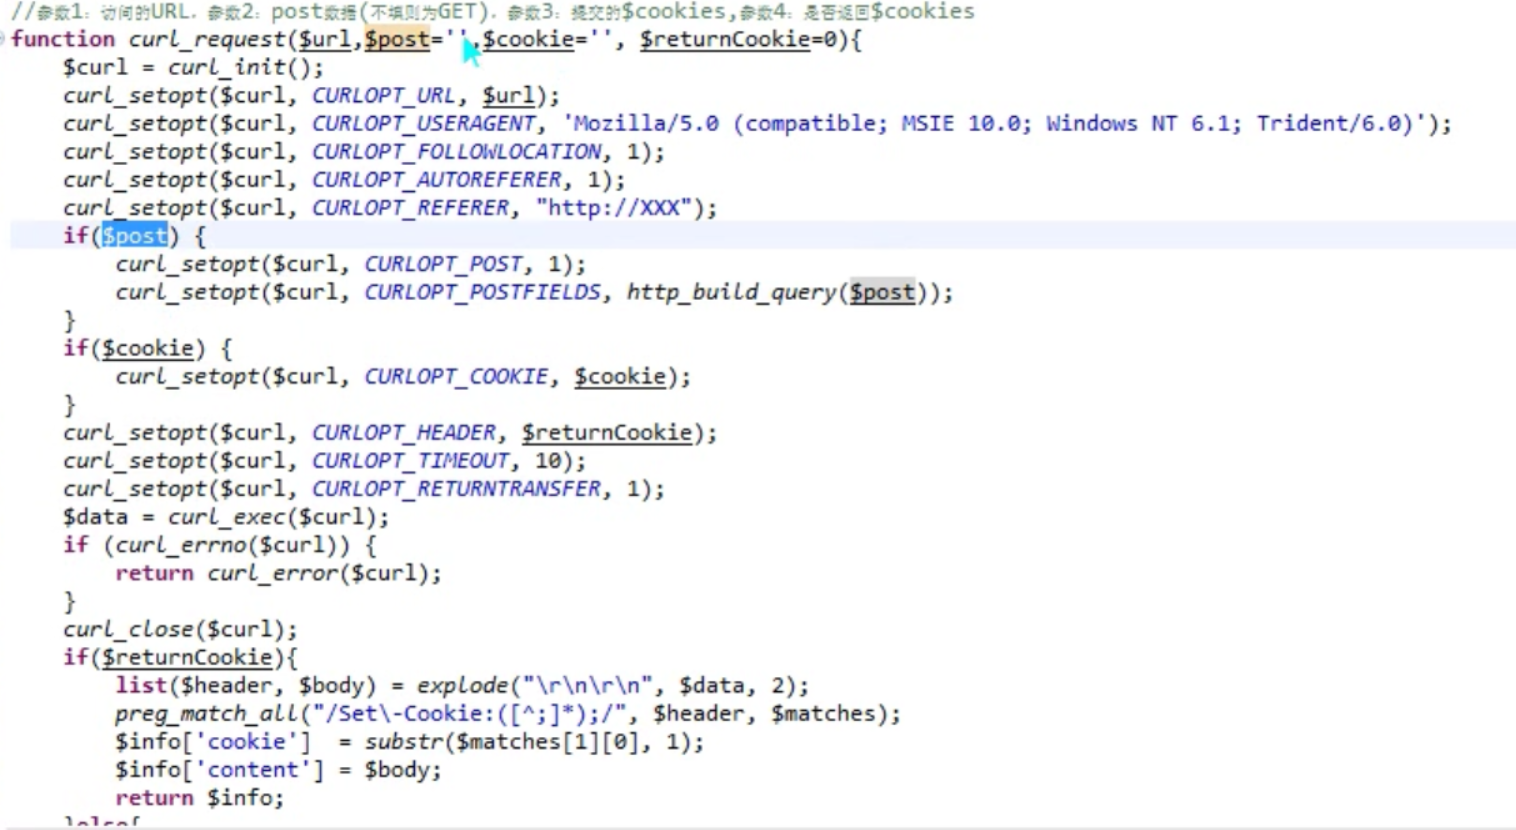 //参数1：访问的URL，参数2：post数据(不填则为GET)，参数3：提交的$cookies,参数4：是否返回$cookies
function curl_request($url,$post='',$cookie='', $returnCookie=0){
$curl = curl_init();
curl_setopt($curl, CURLOPT_URL, $url);
curl_setopt($curl, CURLOPT_USERAGENT, 'Mozilla/5.0 (compatible; MSIE 10.0; Windows NT 6.1; Trident/6.0)');
curl_setopt($curl, CURLOPT_FOLLOWLOCATION, 1);
curl_setopt($curl, CURLOPT_AUTOREFERER, 1);
curl_setopt($curl, CURLOPT_REFERER, "http://XXX");
if($post) {
curl_setopt($curl, CURLOPT_POST, 1);
curl_setopt($curl, CURLOPT_POSTFIELDS, http_build_query($post));
}
if($cookie) {
curl_setopt($curl, CURLOPT_COOKIE, $cookie);
}
curl_setopt($curl, CURLOPT_HEADER, $returnCookie);
curl_setopt($curl, CURLOPT_TIMEOUT, 10);
curl_setopt($curl, CURLOPT_RETURNTRANSFER, 1);
$data = curl_exec($curl);
if (curl_errno($curl)) {
return curl_error($curl);
}
curl_close($curl);
if($returnCookie){
list($header, $body) = explode("\r\n\r\n", $data, 2);
preg_match_all("/Set\-Cookie:([^;]*);/", $header, $matches);
$info['cookie']  = substr($matches[1][0], 1);
$info['content'] = $body;
return $info;
}else{